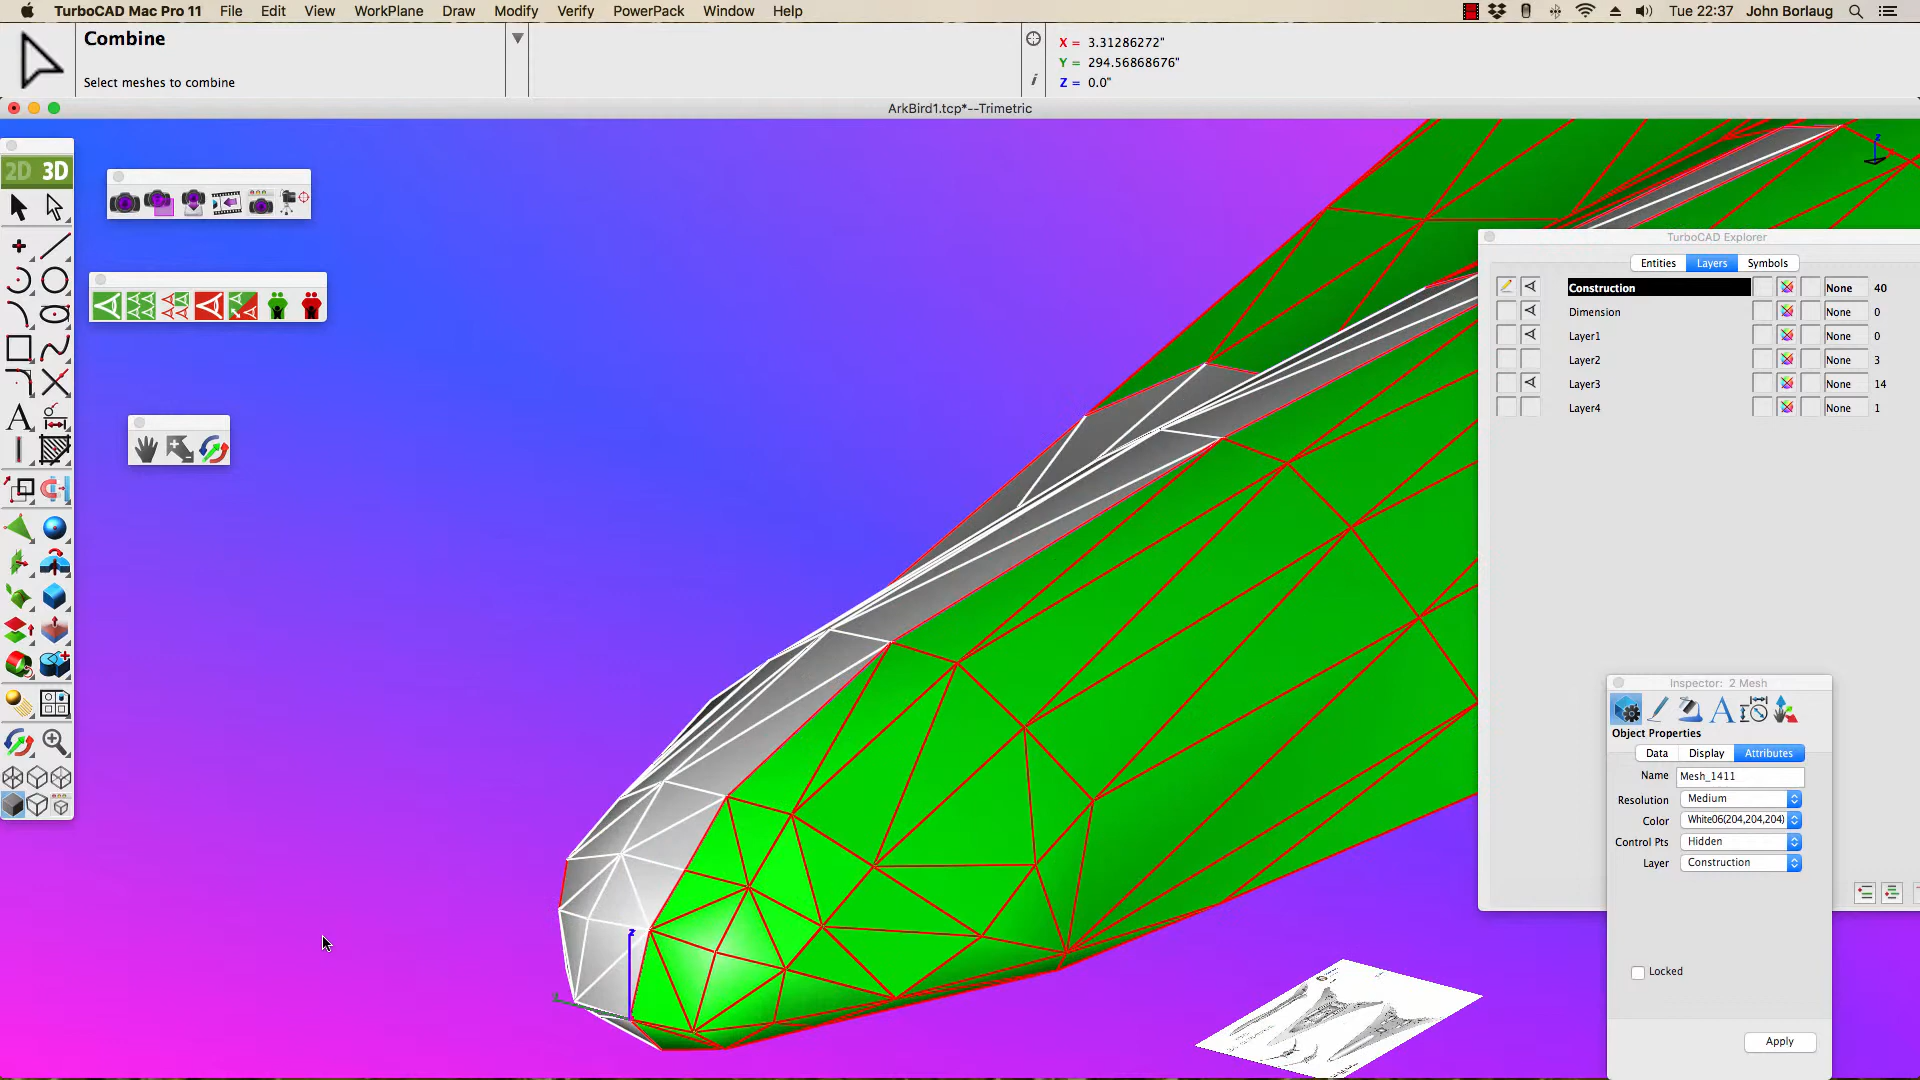 TurboCAD Mac Pro 11 File Edit View WorkPlane Draw Modify Verify PowerPack Window Help Tue 22:37 John Borlaug
Combine
Select meshes to combine
X = 3.31286272"
Y = 294.56868676"
Z = 0.0"
ArkBird1.tcp*--Trimetric
2D 3D
TurboCAD Explorer
Entities Layers Symbols
Construction None 40
Dimension None 0
Layer1 None 0
Layer2 None 3
Layer3 None 14
Layer4 None 1
z
z
Inspector: 2 Mesh
Object Properties
Data Display Attributes
Name Mesh_1411
Resolution Medium
Color White06(204,204,204)
Control Pts Hidden
Layer Construction
Locked
Apply